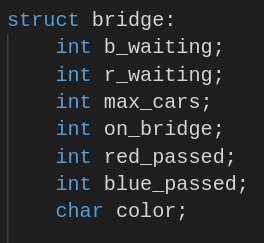 struct bridge:
    int b_waiting;
    int r_waiting;
    int max_cars;
    int on_bridge;
    int red_passed;
    int blue_passed;
    char color;